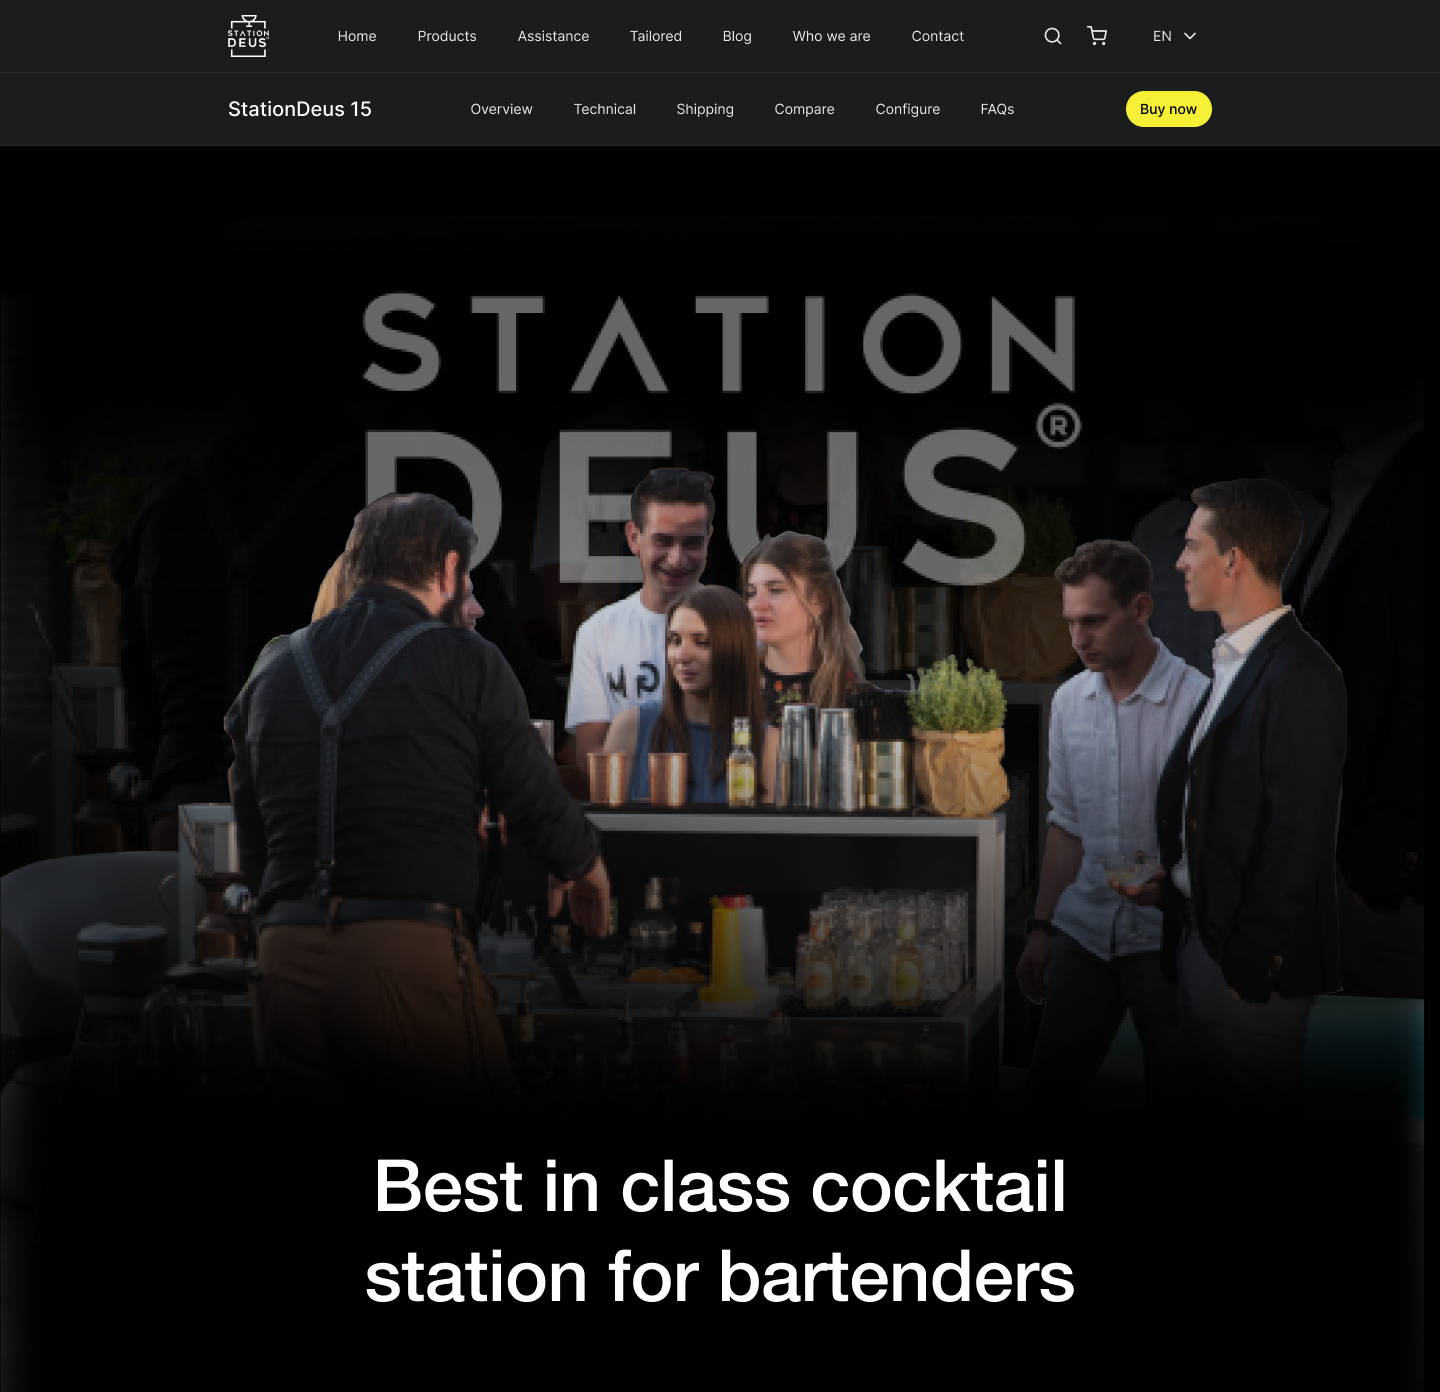 STATION
DEUS
Home Products Assistance Tailored Blog Who we are Contact EN
StationDeus 15 Overview Technical Shipping Compare Configure FAQs Buy now
STATION
DEUS®
Best in class cocktail
station for bartenders